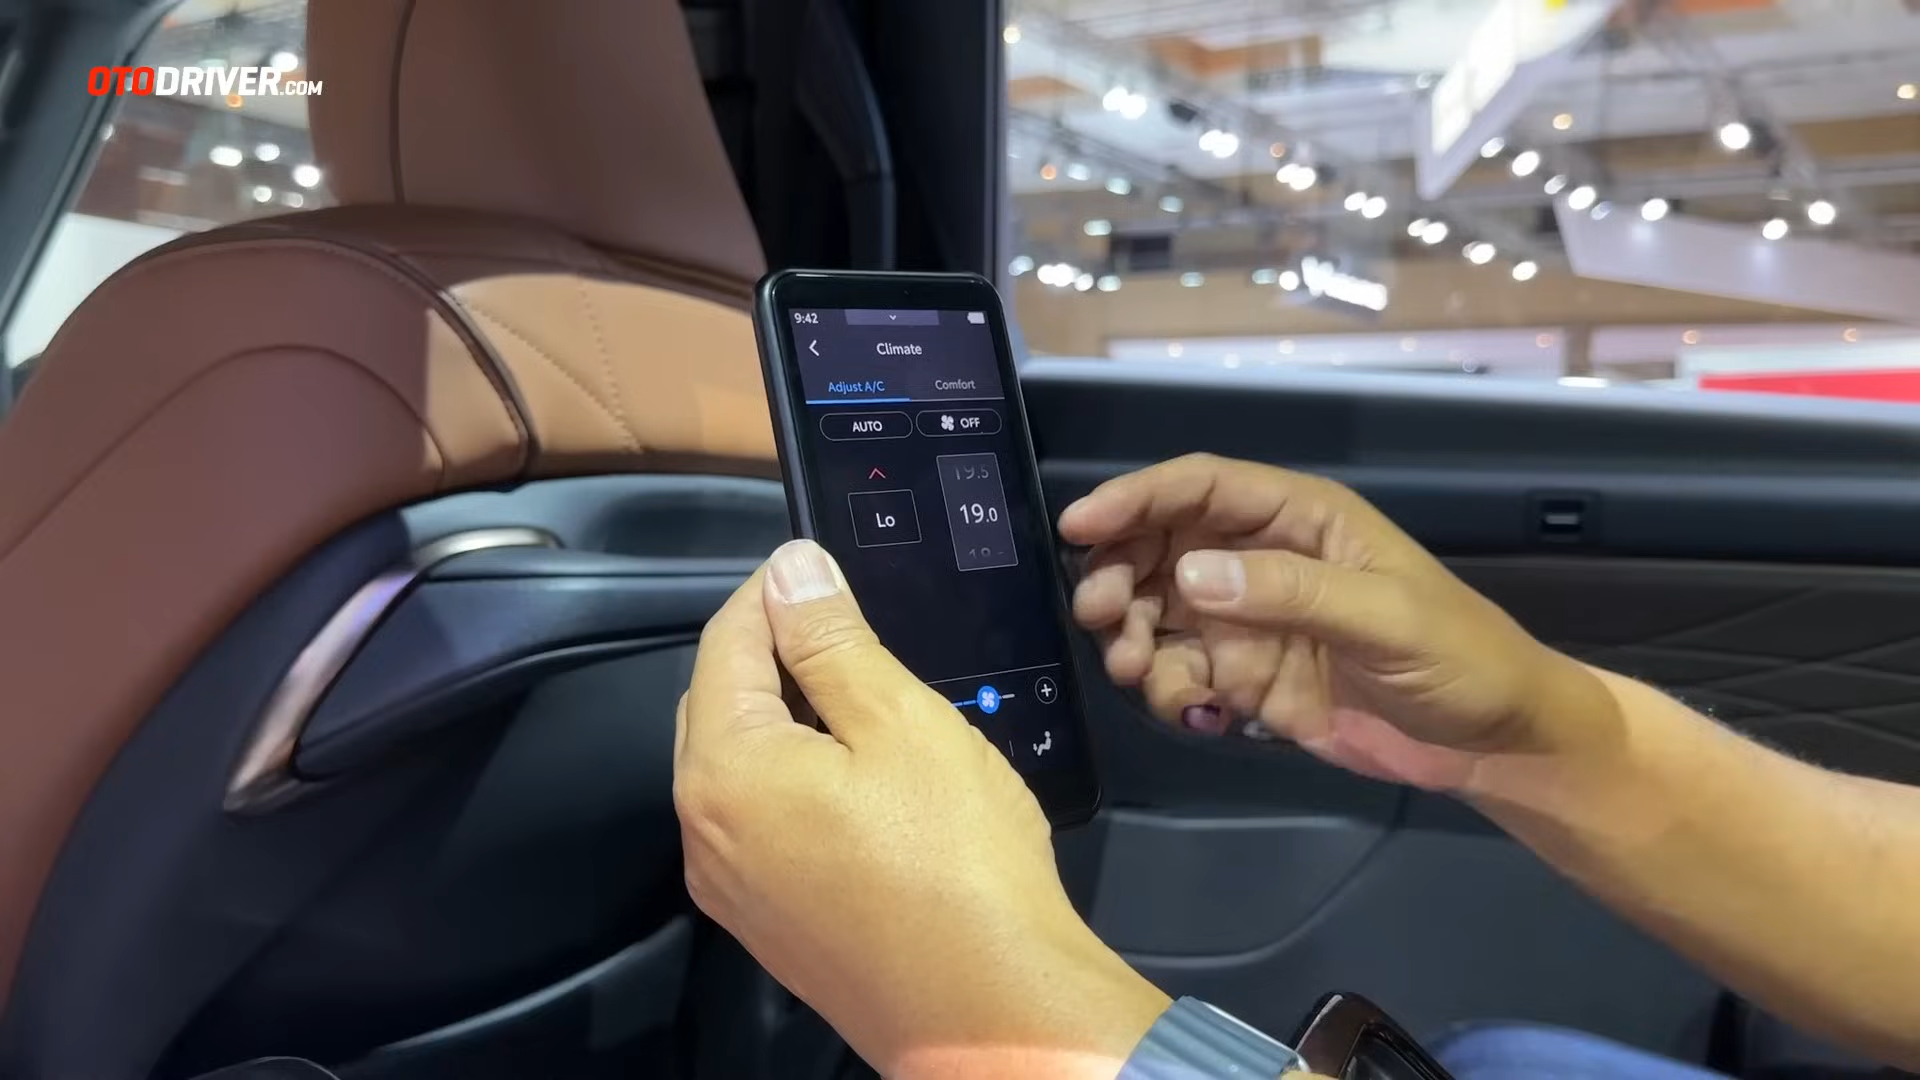 OTODRIVER.COM
9:42
Climate
Adjust A/C
Comfort
AUTO
OFF
19.5
Lo
19.0